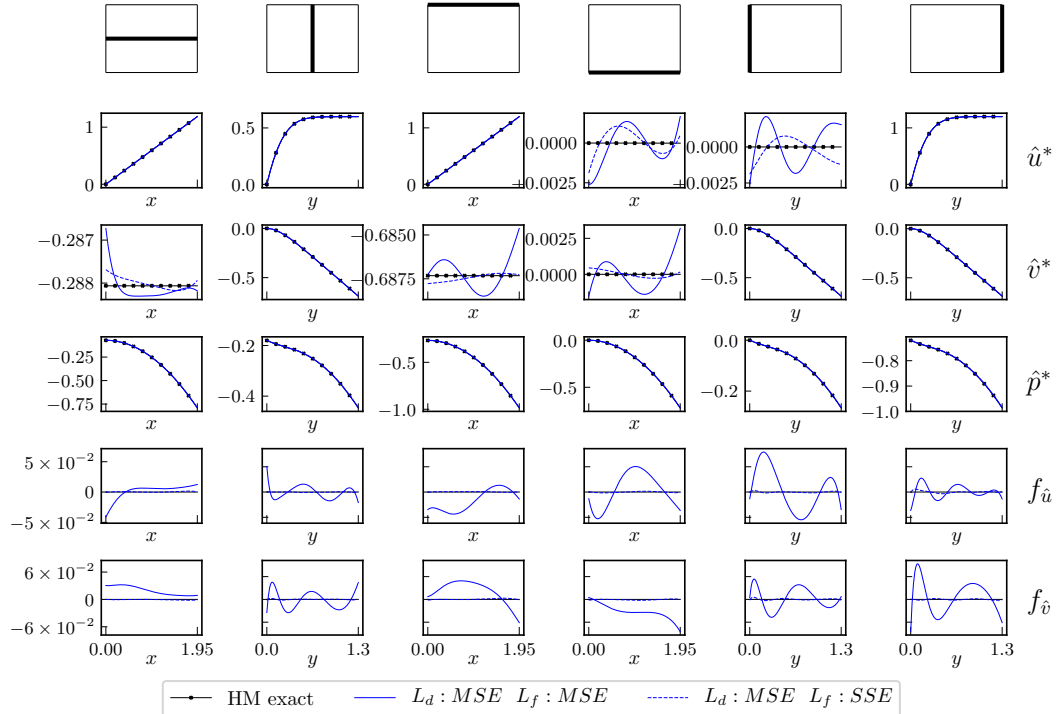 1
0
x
0.5
0.0
y
1
0
x
0.0000
−0.0025
x
0.0000
−0.0025
y
1
0
y
û*
−0.287
−0.288
x
0.0
−0.5
y
−0.6850
−0.6875
x
0.0025
0.0000
x
0.0
−0.5
y
0.0
−0.5
y
v̂*
−0.25
−0.50
−0.75
x
−0.2
−0.4
y
−0.5
−1.0
x
0.0
−0.5
x
0.0
−0.2
y
−0.8
−0.9
−1.0
y
p̂*
5 × 10⁻²
0
−5 × 10⁻²
x
y
x
x
y
y
f_û
6 × 10⁻²
0
−6 × 10⁻²
0.00 1.95
x
0.0 1.3
y
0.00 1.95
x
0.00 1.95
x
0.0 1.3
y
0.0 1.3
y
f_v̂
HM exact
L_d : MSE L_f : MSE
L_d : MSE L_f : SSE